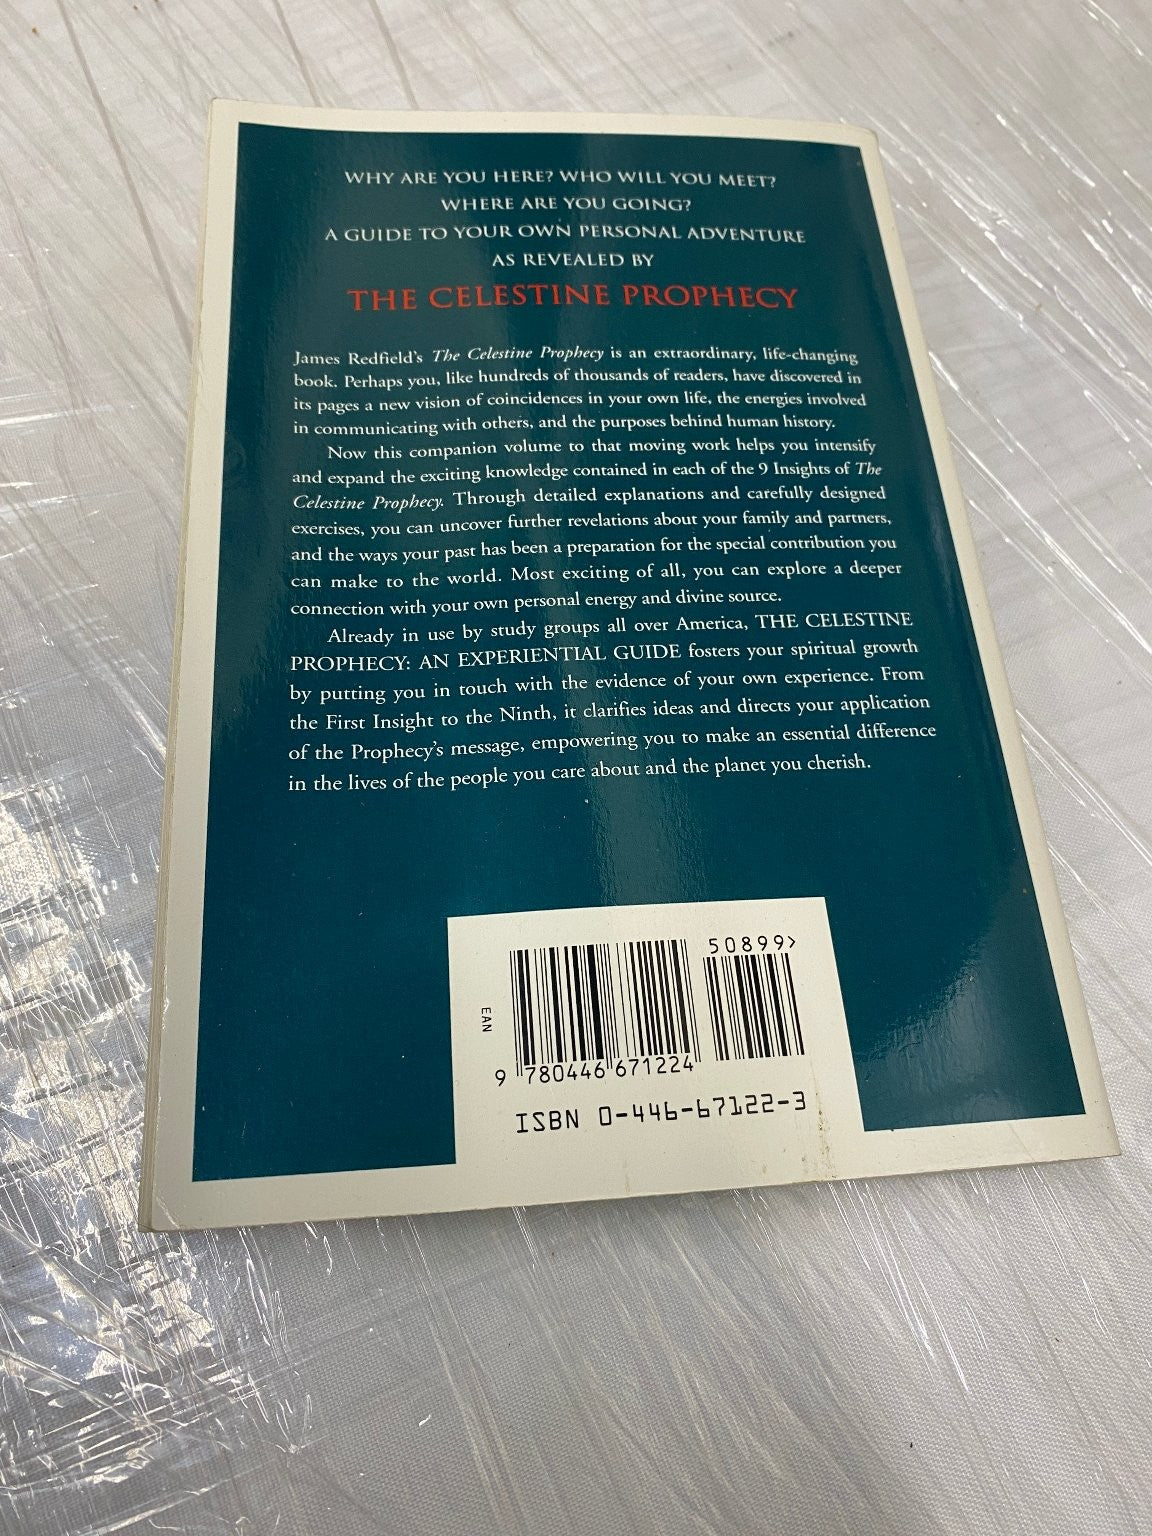 WHY ARE YOU HERE? WHO WILL YOU MEET?
WHERE ARE YOU GOING?
A GUIDE TO YOUR OWN PERSONAL ADVENTURE
AS REVEALED BY
THE CELESTINE PROPHECY
James Redfield's The Celestine Prophecy is an extraordinary, life-changing
book. Perhaps you, like hundreds of thousands of readers, have discovered in
its pages a new vision of coincidences in your own life, the energies involved
in communicating with others, and the purposes behind human history.
Now this companion volume to that moving work helps you intensify
and expand the exciting knowledge contained in each of the 9 Insights of The
Celestine Prophecy. Through detailed explanations and carefully designed
exercises, you can uncover further revelations about your family and partners,
and the ways your past has been a preparation for the special contribution you
can make to the world. Most exciting of all, you can explore a deeper
connection with your own personal energy and divine source.
Already in use by study groups all over America, THE CELESTINE
PROPHECY: AN EXPERIENTIAL GUIDE fosters your spiritual growth
by putting you in touch with the evidence of your own experience. From
the First Insight to the Ninth, it clarifies ideas and directs your application
of the Prophecy's message, empowering you to make an essential difference
in the lives of the people you care about and the planet you cherish.
50899>
EAN
9 780446 671224
ISBN 0-446-67122-3